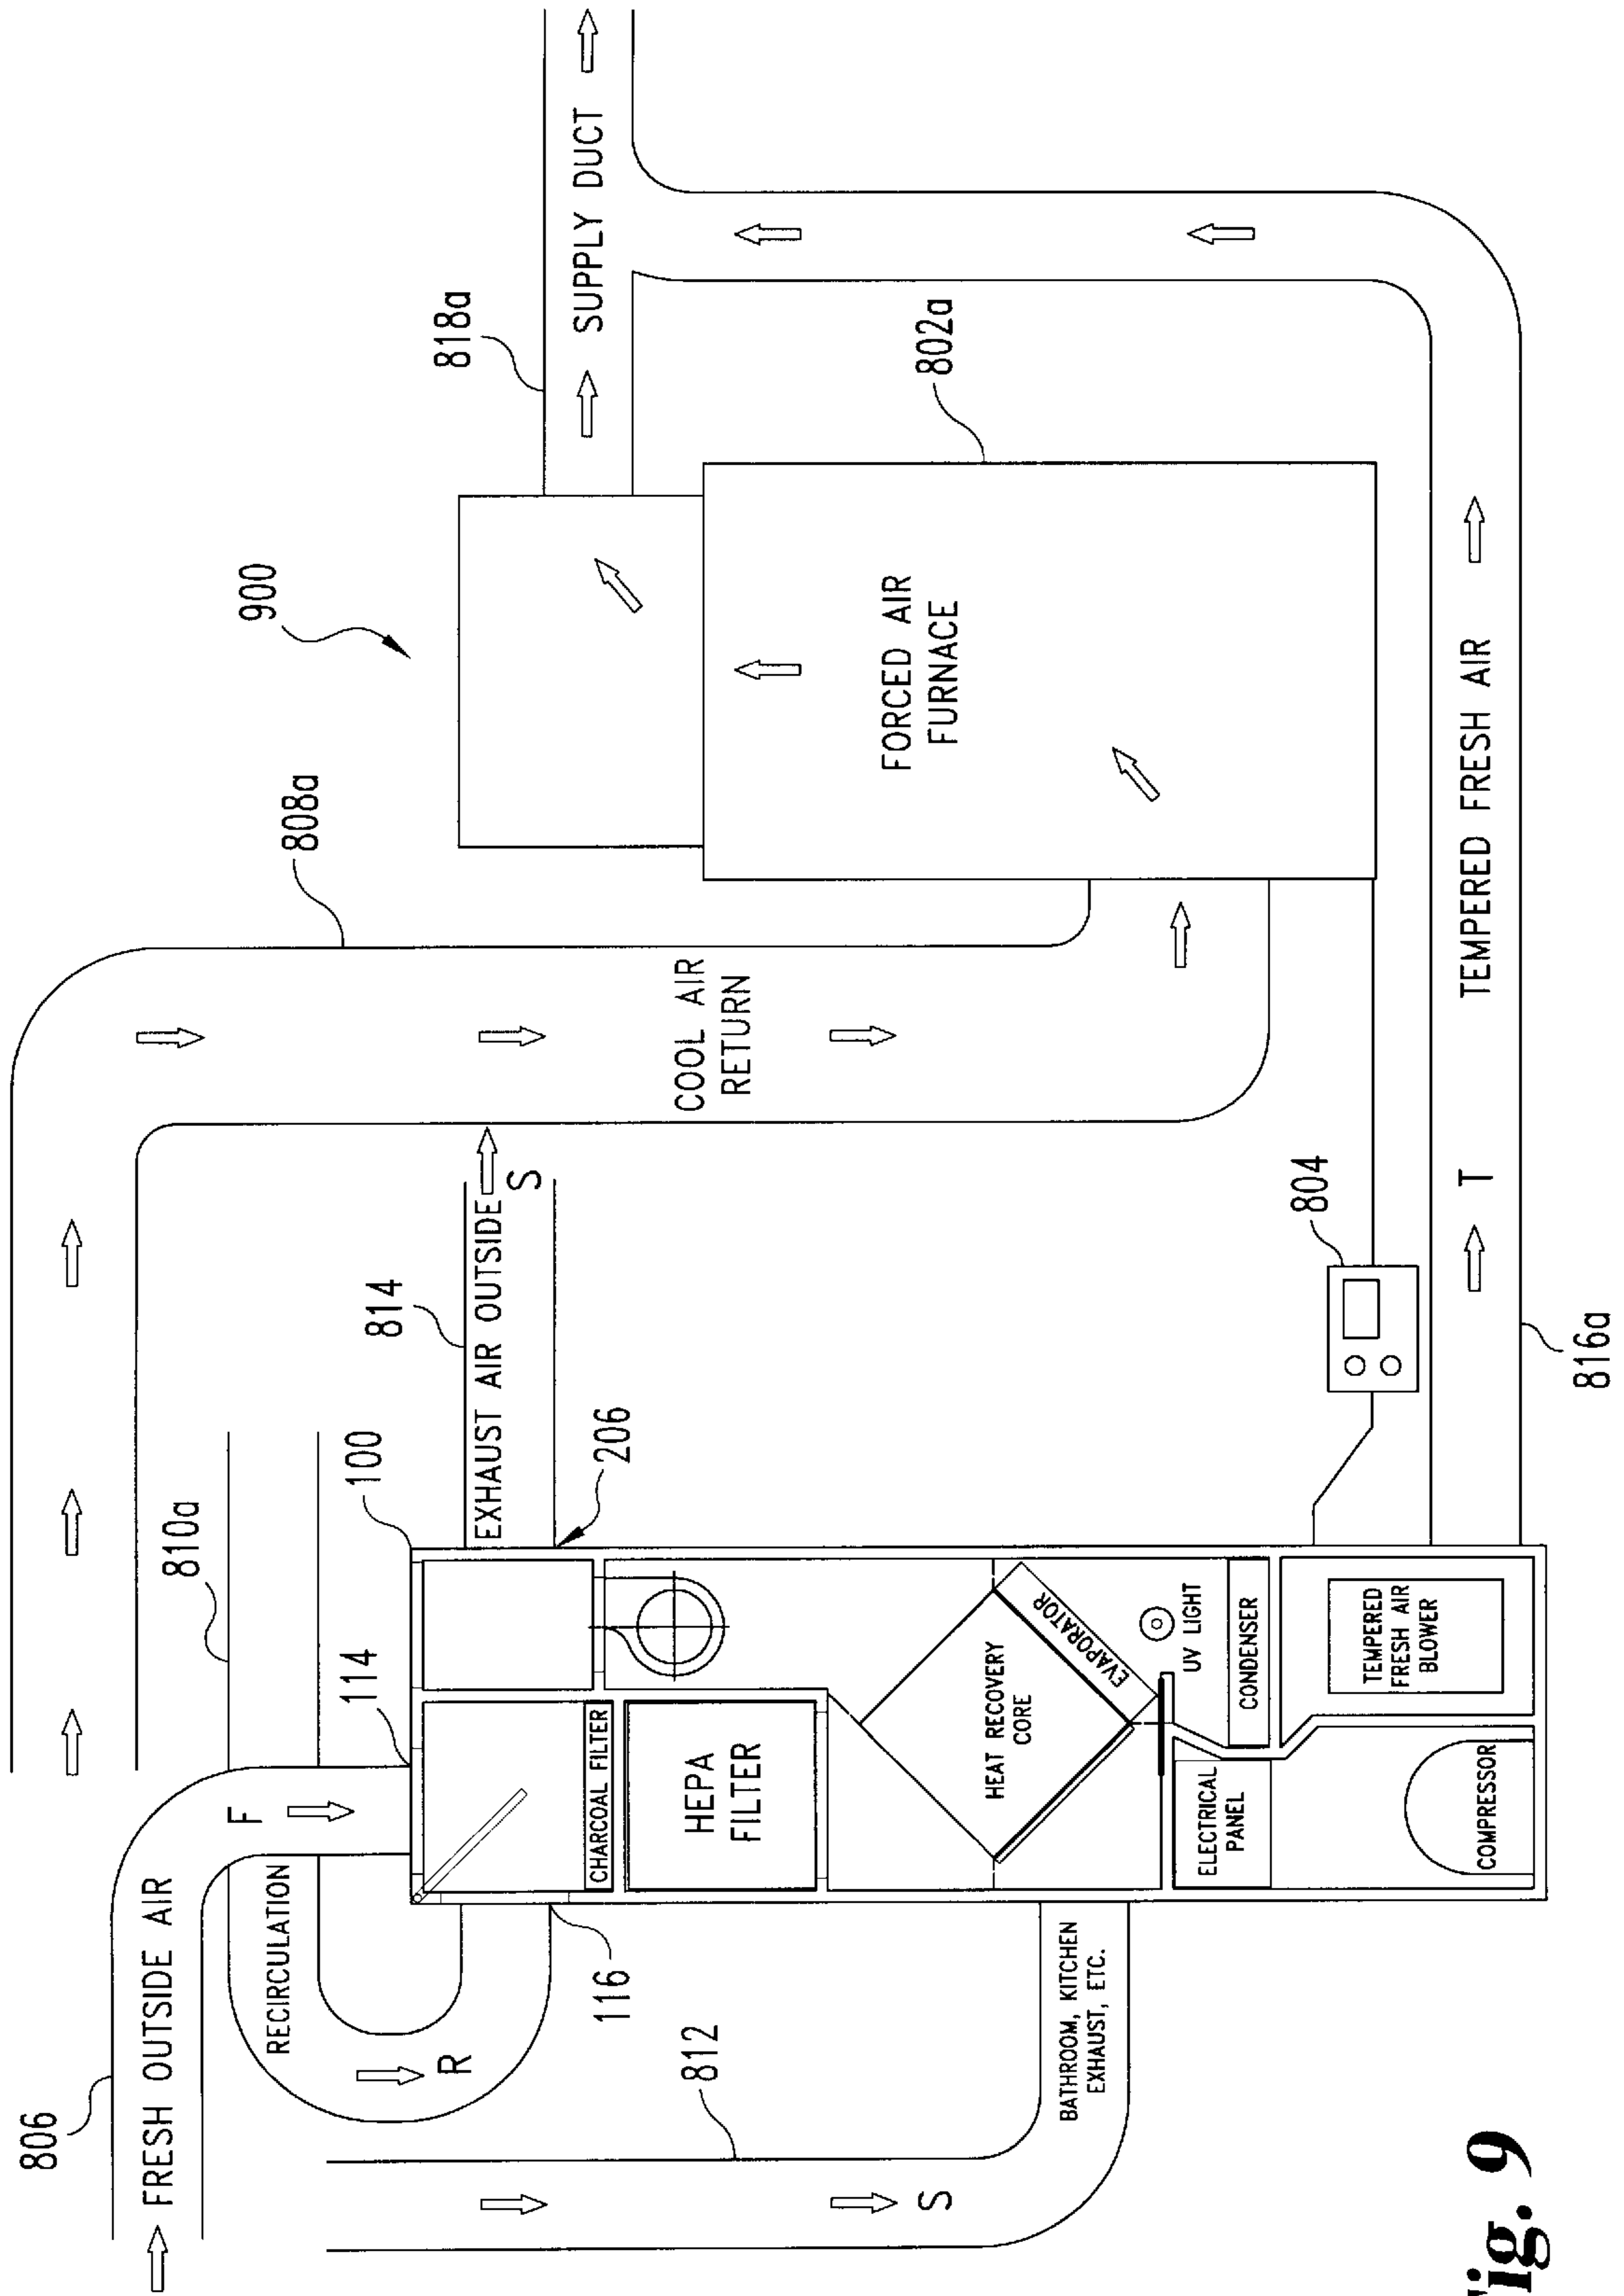 806
FRESH OUTSIDE AIR
810a
808a
900
818a
F
RECIRCULATION
114
100
814
R
116
EXHAUST AIR OUTSIDE
S
206
SUPPLY DUCT
812
CHARCOAL FILTER
HEPA
FILTER
COOL AIR
RETURN
FORCED AIR
FURNACE
802a
S
HEAT RECOVERY
CORE
EVAPORATOR
BATHROOM, KITCHEN
EXHAUST, ETC.
UV LIGHT
ELECTRICAL
PANEL
CONDENSER
804
COMPRESSOR
TEMPERED
FRESH AIR
BLOWER
T
TEMPERED FRESH AIR
816a
Fig. 9